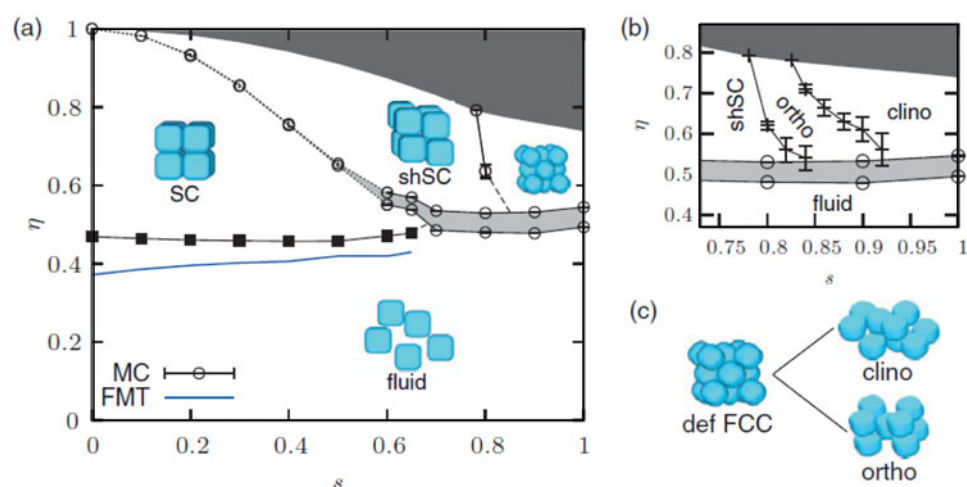 (a)
1
0.8
0.6
0.4
0.2
0
η
0
0.2
0.4
0.6
0.8
1
s
SC
shSC
fluid
MC
FMT
(b)
0.8
0.7
0.6
0.5
0.4
η
0.75
0.8
0.85
0.9
0.95
1
s
shSC
ortho
clino
fluid
(c)
def FCC
clino
ortho